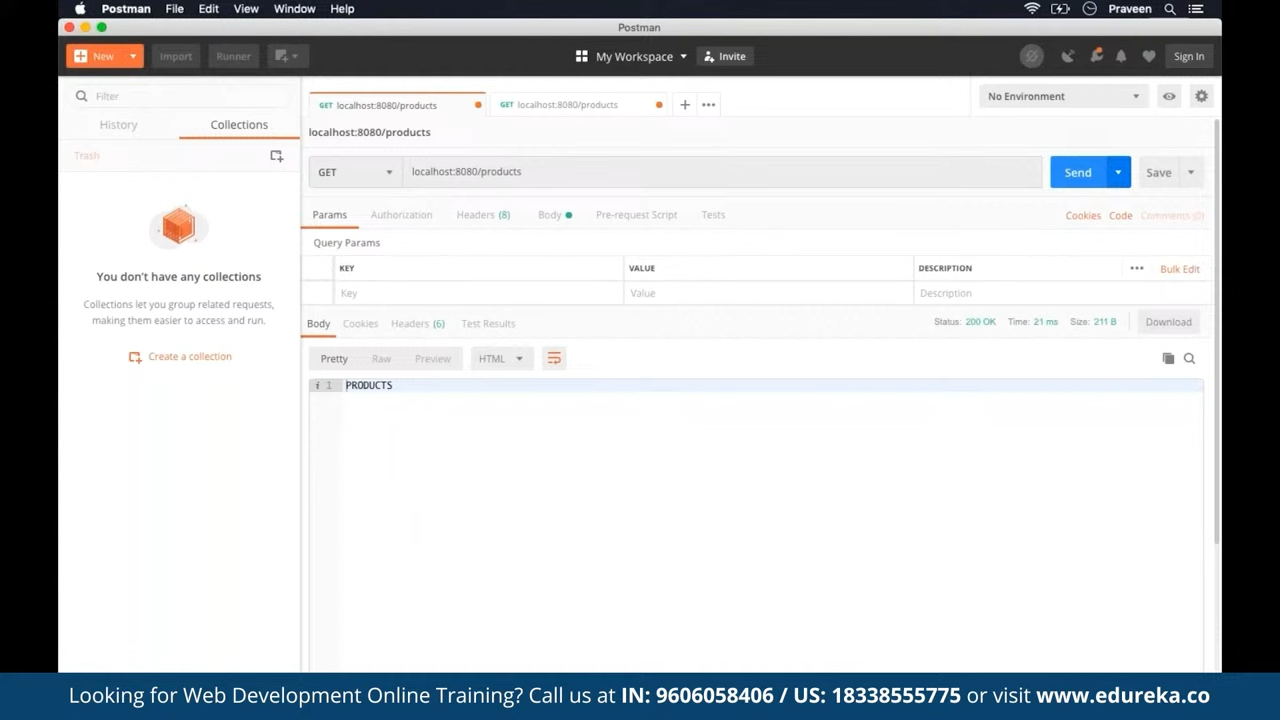 Postman File Edit View Window Help Praveen
Postman
New Import Runner My Workspace Invite Sign In
Filter
History Collections
Trash
You don't have any collections
Collections let you group related requests,
making them easier to access and run.
Create a collection
GET localhost:8080/products GET localhost:8080/products + ••• No Environment
localhost:8080/products
GET localhost:8080/products Send Save
Params Authorization Headers (8) Body Pre-request Script Tests Cookies Code Comments (0)
Query Params
KEY VALUE DESCRIPTION ••• Bulk Edit
Key Value Description
Body Cookies Headers (6) Test Results Status: 200 OK Time: 21 ms Size: 211 B Download
Pretty Raw Preview HTML
i 1 PRODUCTS
Looking for Web Development Online Training? Call us at IN: 9606058406 / US: 18338555775 or visit www.edureka.co